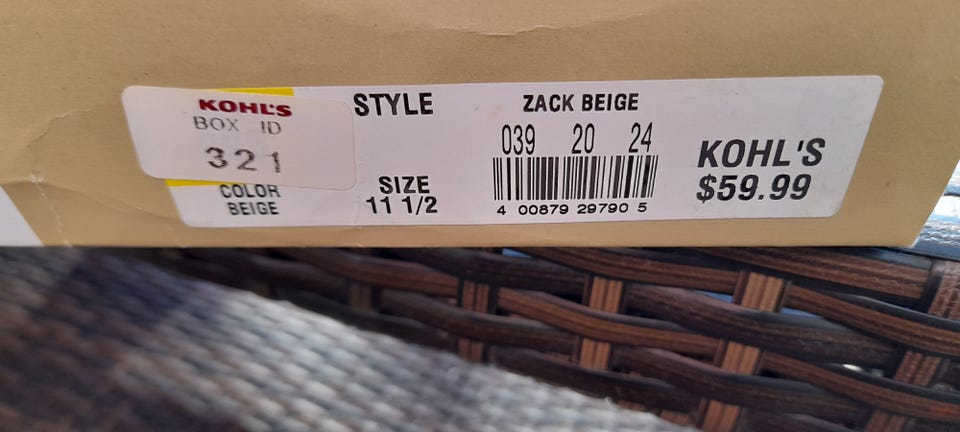 KOHL'S
BOX ID
321
COLOR
BEIGE
STYLE
SIZE
11 1/2
ZACK BEIGE
039 20 24
4 00879 29790 5
KOHL'S
$59.99